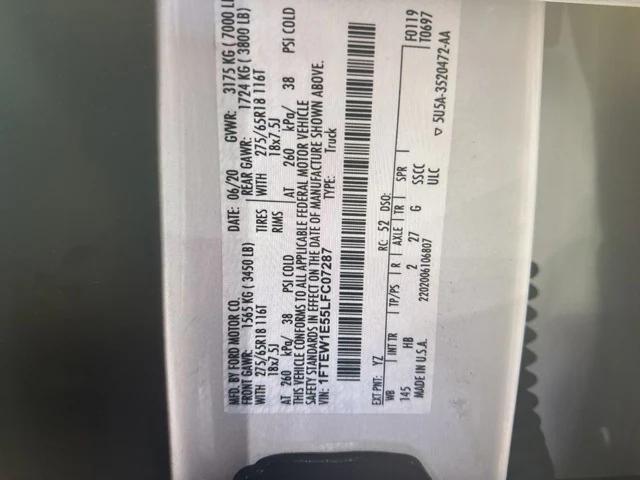 MFD. BY FORD MOTOR CO.
DATE: 06/20 GVWR: 3175 KG ( 7000 LB
FRONT GAWR: 1565 KG ( 3450 LB) REAR GAWR: 1724 KG ( 3800 LB)
WITH 275/65R18 116T TIRES WITH 275/65R18 116T
18x7.5J RIMS 18x7.5J
AT 260 kPa/ 38 PSI COLD AT 260 kPa/ 38 PSI COLD
THIS VEHICLE CONFORMS TO ALL APPLICABLE FEDERAL MOTOR VEHICLE
SAFETY STANDARDS IN EFFECT ON THE DATE OF MANUFACTURE SHOWN ABOVE.
VIN: 1FTEW1E55LFC07287 TYPE: Truck
EXT PNT: YZ RC: 52 DSO: F0119
T0697
WB INT TR TP/PS R AXLE TR SPR
145 HB 2 27 G SSCC
ULC
MADE IN U.S.A. 2202006106807
▽ 5U5A-3520472-AA